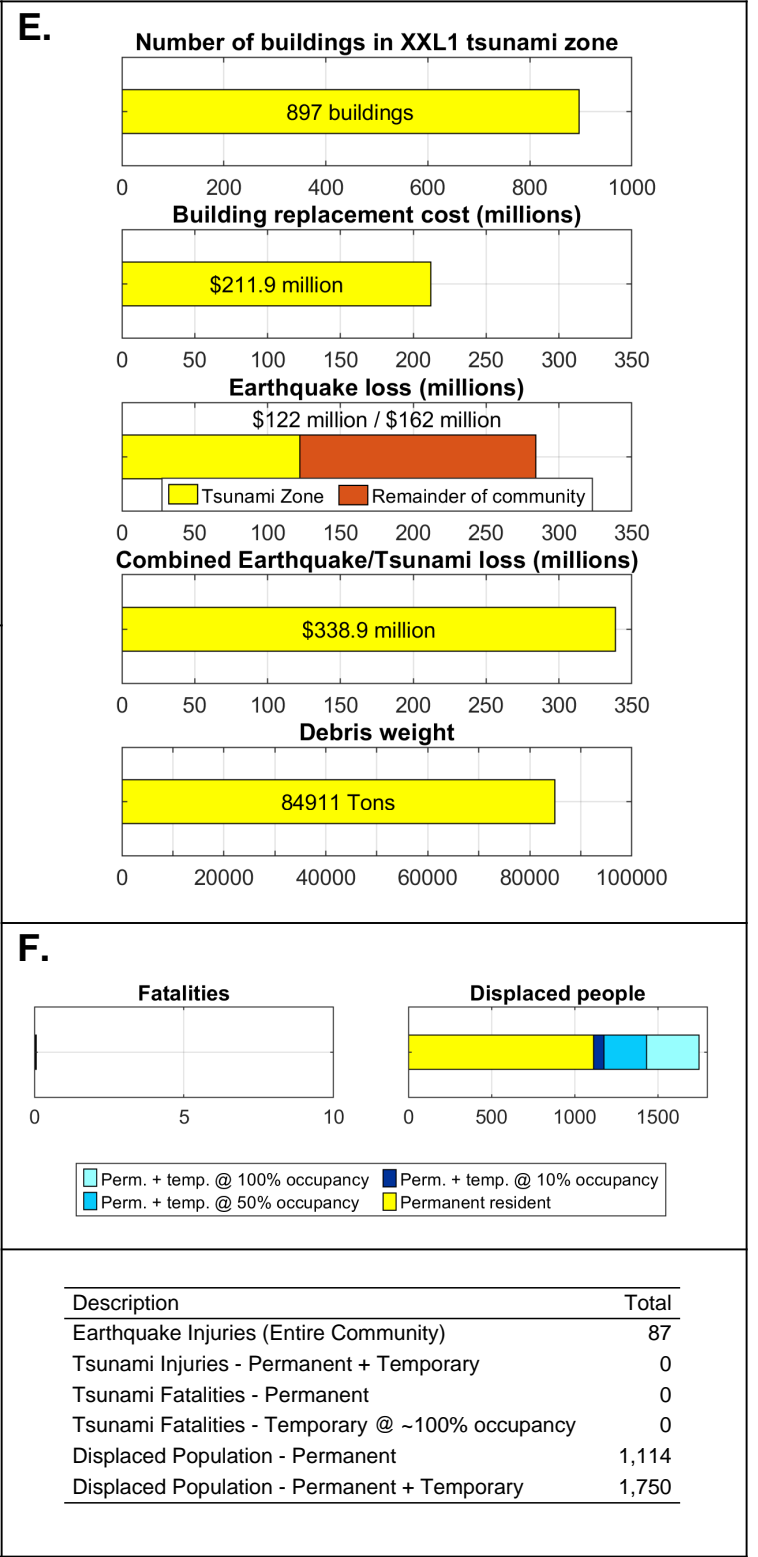 E.
Number of buildings in XXL1 tsunami zone
897 buildings
0 200 400 600 800 1000
Building replacement cost (millions)
$211.9 million
0 50 100 150 200 250 300 350
Earthquake loss (millions)
$122 million / $162 million
Tsunami Zone Remainder of community
0 50 100 150 200 250 300 350
Combined Earthquake/Tsunami loss (millions)
$338.9 million
0 50 100 150 200 250 300 350
Debris weight
84911 Tons
0 20000 40000 60000 80000 100000
F.
Fatalities
0 5 10
Displaced people
0 500 1000 1500
Perm. + temp. @ 100% occupancy Perm. + temp. @ 10% occupancy
Perm. + temp. @ 50% occupancy Permanent resident
Description Total
Earthquake Injuries (Entire Community) 87
Tsunami Injuries - Permanent + Temporary 0
Tsunami Fatalities - Permanent 0
Tsunami Fatalities - Temporary @ ~100% occupancy 0
Displaced Population - Permanent 1,114
Displaced Population - Permanent + Temporary 1,750